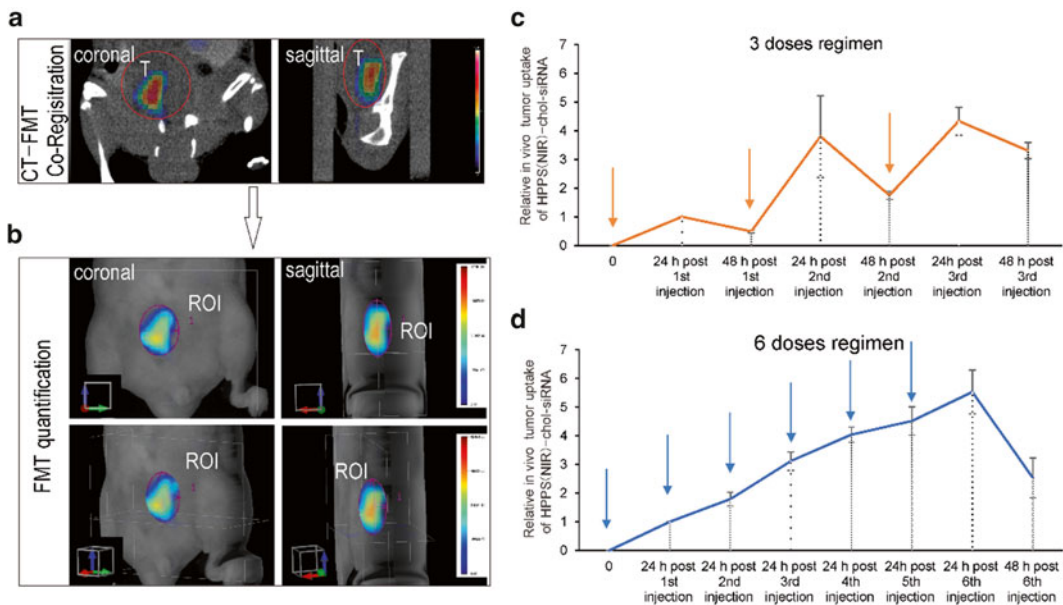 a
CT-FMT
Co-Regisitration
coronal
T
sagittal
T
b
FMT quantification
coronal
ROI
1
sagittal
ROI
ROI
1
ROI
1
c
3 doses regimen
Relative in vivo tumor uptake
of HPPS(NIR)-chol-siRNA
7
6
5
4
3
2
1
0
0
24 h post
1st
injection
48 h post
1st
injection
24 h post
2nd
injection
48 h post
2nd
injection
24h post
3rd
injection
48 h post
3rd
injection
d
6 doses regimen
Relative in vivo tumor uptake
of HPPS(NIR)-chol-siRNA
7
6
5
4
3
2
1
0
0
24 h post
1st
injection
24 h post
2nd
injection
24 h post
3rd
injection
24 h post
4th
injection
24 h post
5th
injection
24 h post
6th
injection
48 h post
6th
injection